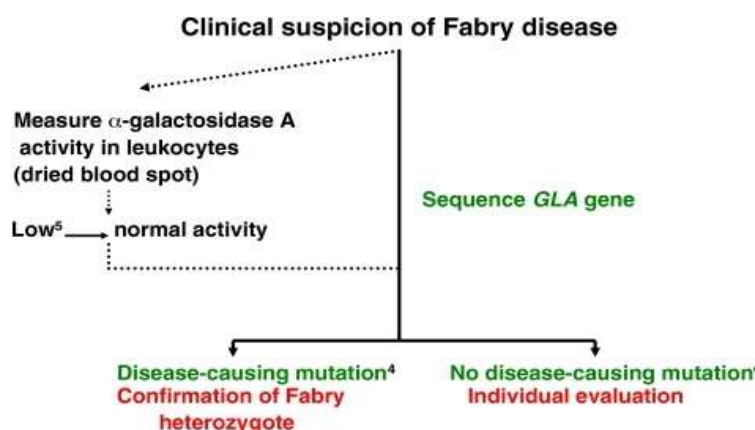 Clinical suspicion of Fabry disease
Measure α-galactosidase A
activity in leukocytes
(dried blood spot)
Sequence GLA gene
Low⁵ normal activity
Disease-causing mutation⁴ No disease-causing mutation
Confirmation of Fabry Individual evaluation
heterozygote